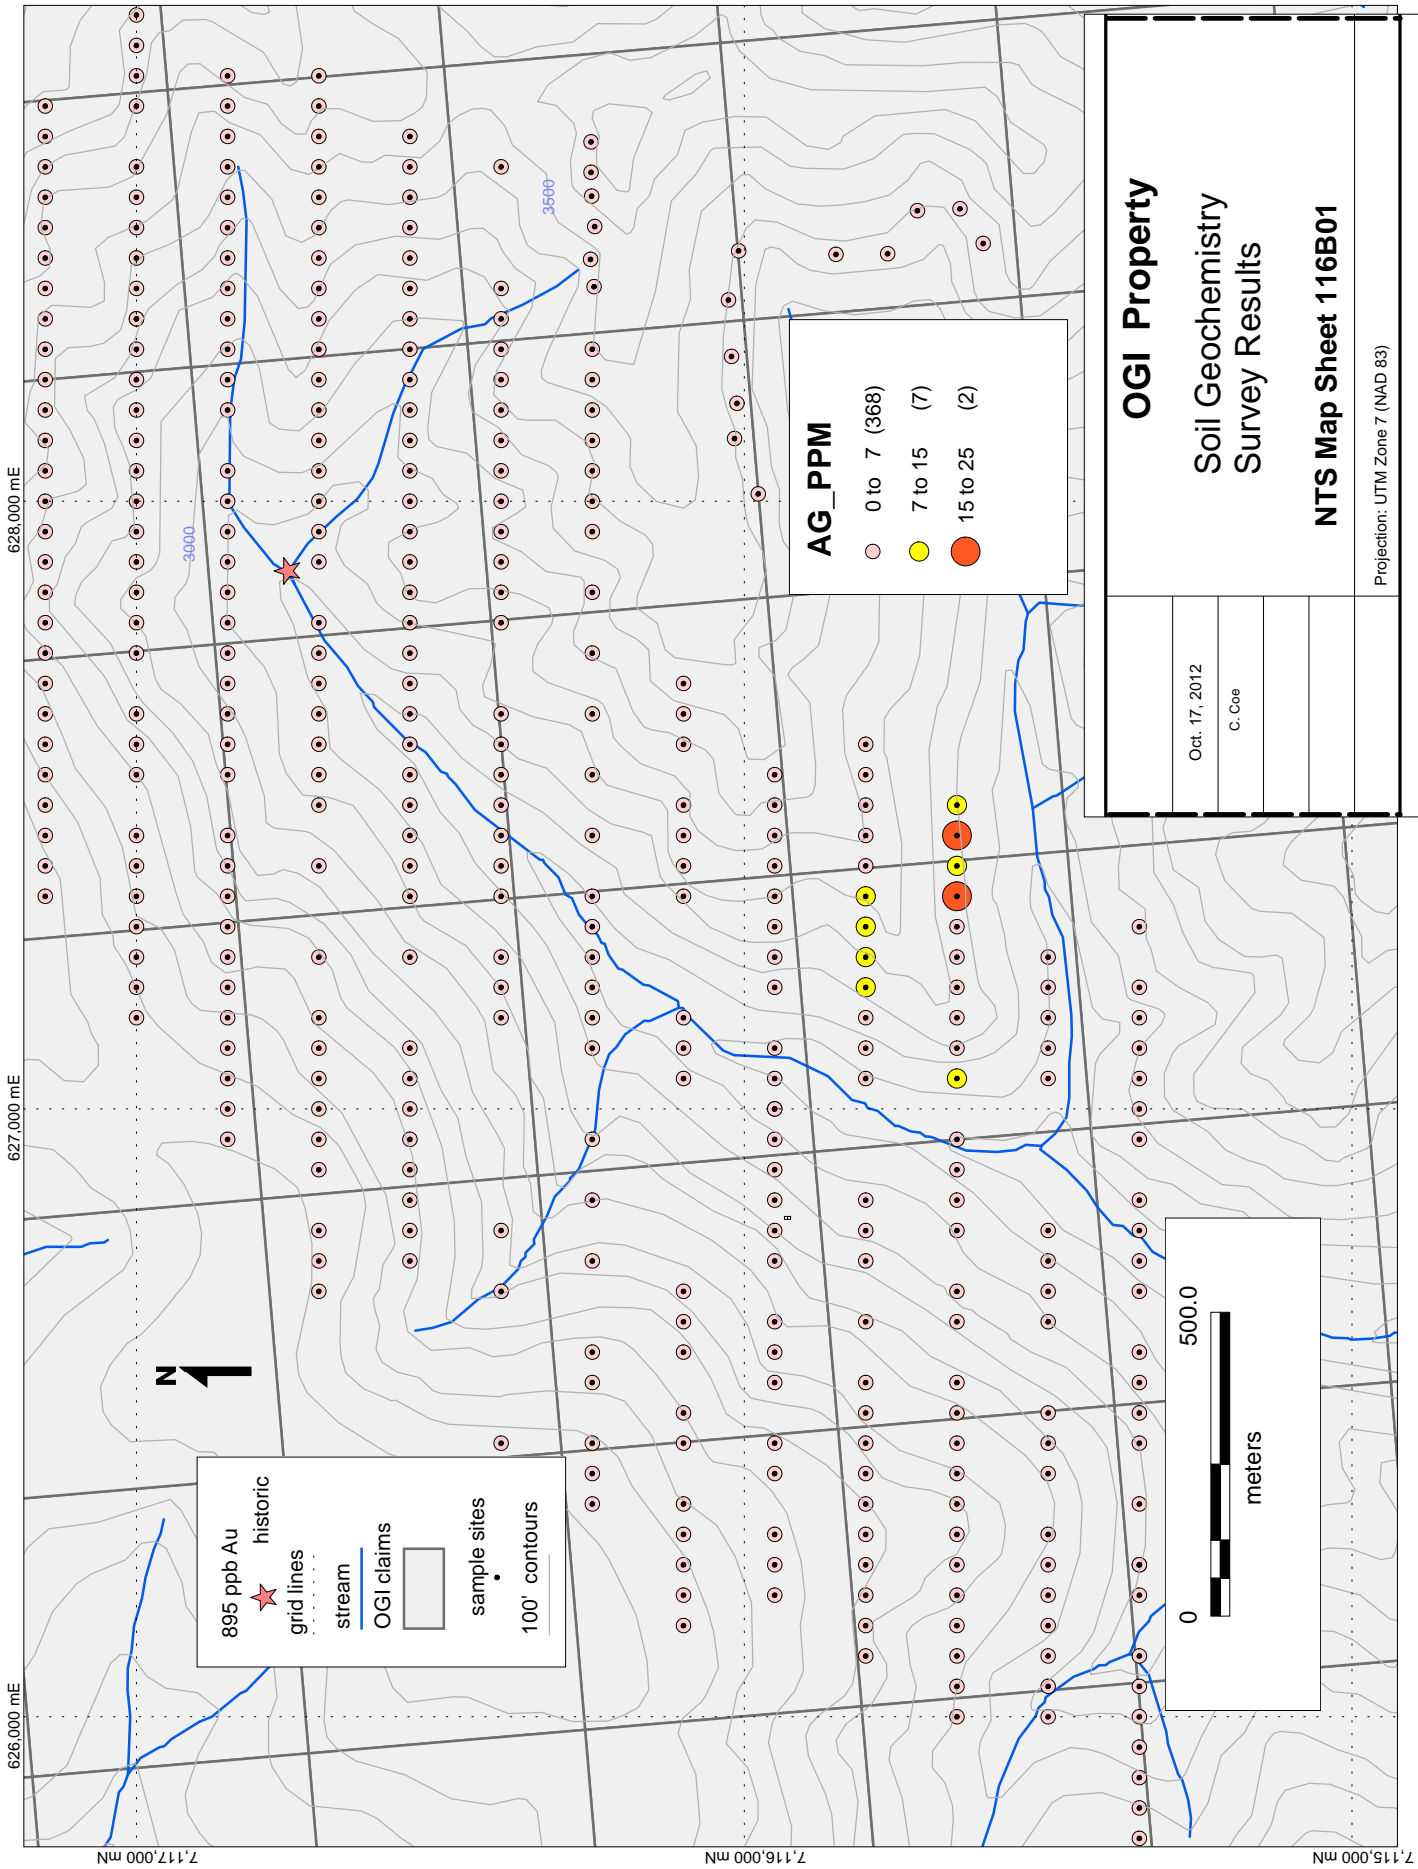 626,000 mE
627,000 mE
628,000 mE
7,117,000 mN
7,116,000 mN
7,115,000 mN
3000
3500
N
895 ppb Au
historic
grid lines
stream
OGI claims
sample sites
100' contours
AG_PPM
0 to 7 (368)
7 to 15 (7)
15 to 25 (2)
0
500.0
meters
OGI Property
Soil Geochemistry
Survey Results
NTS Map Sheet 116B01
Projection: UTM Zone 7 (NAD 83)
Oct. 17, 2012
C. Coe